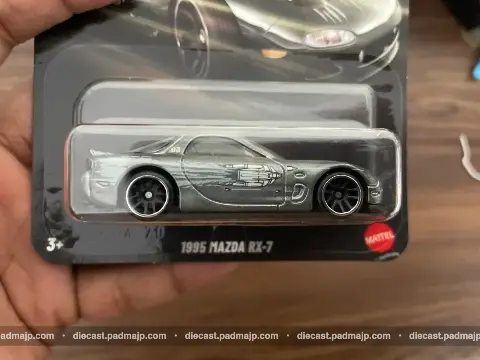 3+
1995 MAZDA RX-7
MATTEL
padmajp.com · diecast.padmajp.com · diecast.padmajp.com · diecast.padmajp.com · diecast.